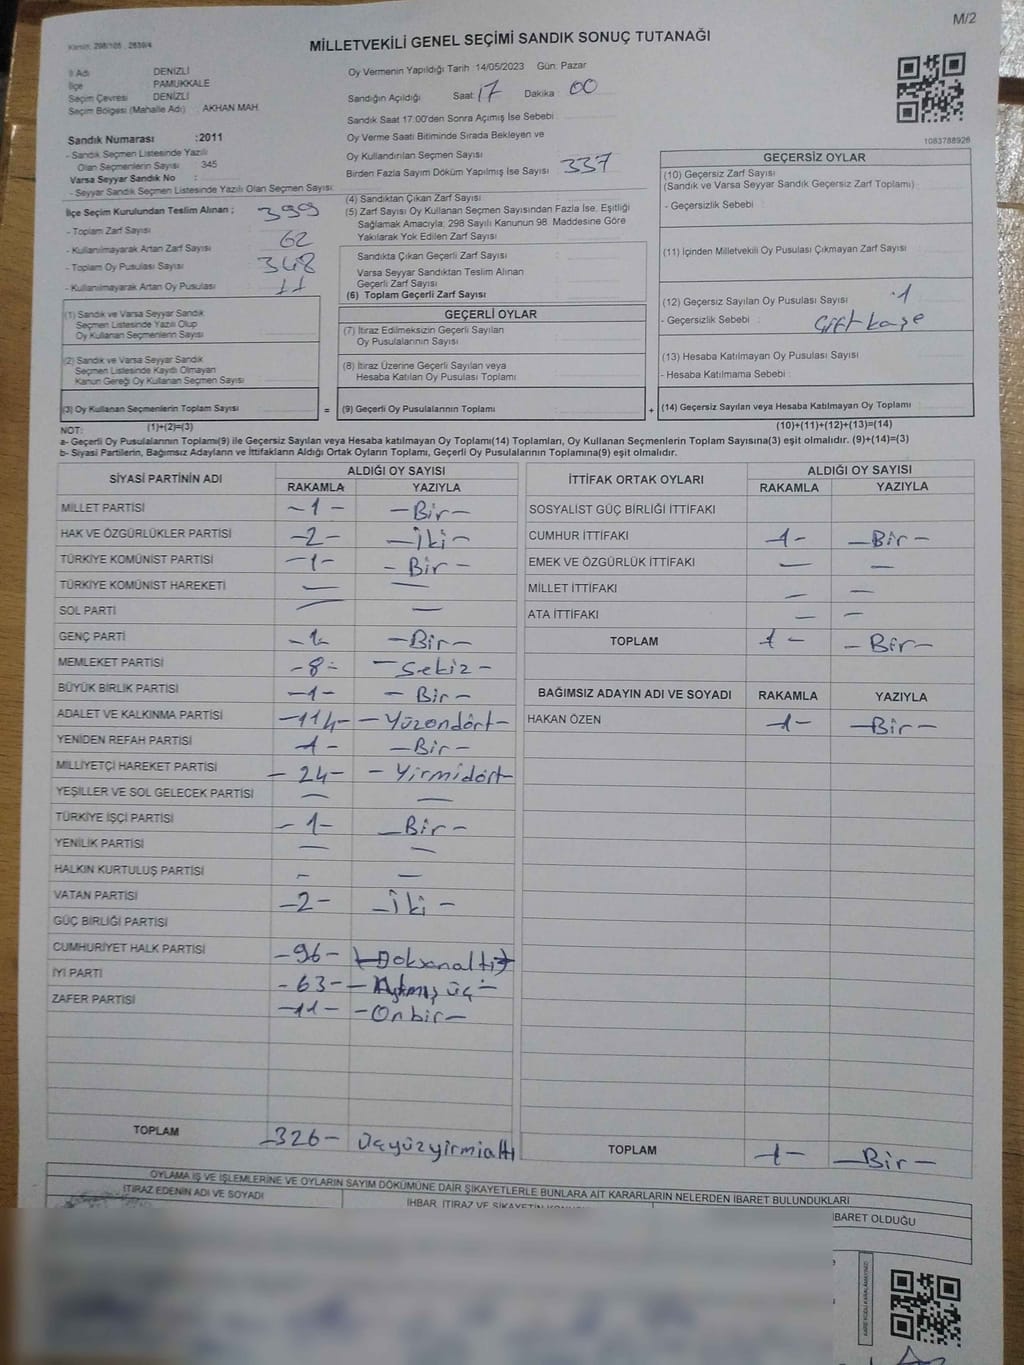 M/2
Kanun: 298/105 , 2839/4
MİLLETVEKİLİ GENEL SEÇİMİ SANDIK SONUÇ TUTANAĞI
İl Adı DENİZLİ
İlçe PAMUKKALE
Seçim Çevresi DENİZLİ
Seçim Bölgesi (Mahalle Adı) : AKHAN MAH.
Sandık Numarası :2011
- Sandık Seçmen Listesinde Yazılı
Olan Seçmenlerin Sayısı 345
Varsa Seyyar Sandık No :
- Seyyar Sandık Seçmen Listesinde Yazılı Olan Seçmen Sayısı:
Oy Vermenin Yapıldığı Tarih :14/05/2023 Gün: Pazar
Sandığın Açıldığı Saat: 17 Dakika : 00
Sandık Saat 17:00'den Sonra Açımış İse Sebebi :
Oy Verme Saati Bitiminde Sırada Bekleyen ve
Oy Kullandırılan Seçmen Sayısı :
Birden Fazla Sayım Döküm Yapılmış İse Sayısı : 337
1083788926
İlçe Seçim Kurulundan Teslim Alınan ; 399
- Toplam Zarf Sayısı
- Kullanılmayarak Artan Zarf Sayısı 62
- Toplam Oy Pusulası Sayısı 348
- Kullanılmayarak Artan Oy Pusulası 11
(1) Sandık ve Varsa Seyyar Sandık
Seçmen Listesinde Yazılı Olup
Oy Kullanan Seçmenlerin Sayısı :
(2) Sandık ve Varsa Seyyar Sandık
Seçmen Listesinde Kayıtlı Olmayan
Kanun Gereği Oy Kullanan Seçmen Sayısı :
(3) Oy Kullanan Seçmenlerin Toplam Sayısı :
(4) Sandıktan Çıkan Zarf Sayısı :
(5) Zarf Sayısı Oy Kullanan Seçmen Sayısından Fazla İse, Eşitliği
Sağlamak Amacıyla; 298 Sayılı Kanunun 98. Maddesine Göre
Yakılarak Yok Edilen Zarf Sayısı :
Sandıkta Çıkan Geçerli Zarf Sayısı :
Varsa Seyyar Sandıktan Teslim Alınan
Geçerli Zarf Sayısı :
(6) Toplam Geçerli Zarf Sayısı :
GEÇERLİ OYLAR
(7) İtiraz Edilmeksizin Geçerli Sayılan
Oy Pusulalarının Sayısı :
(8) İtiraz Üzerine Geçerli Sayılan veya
Hesaba Katılan Oy Pusulası Toplamı :
= (9) Geçerli Oy Pusulalarının Toplamı :
GEÇERSİZ OYLAR
(10) Geçersiz Zarf Sayısı
(Sandık ve Varsa Seyyar Sandık Geçersiz Zarf Toplamı) :
- Geçersizlik Sebebi :
(11) İçinden Milletvekili Oy Pusulası Çıkmayan Zarf Sayısı :
(12) Geçersiz Sayılan Oy Pusulası Sayısı : 1
- Geçersizlik Sebebi : Çift kaşe
(13) Hesaba Katılmayan Oy Pusulası Sayısı :
- Hesaba Katılmama Sebebi :
+ (14) Geçersiz Sayılan veya Hesaba Katılmayan Oy Toplamı :
NOT: (1)+(2)=(3) (10)+(11)+(12)+(13)=(14)
a- Geçerli Oy Pusulalarının Toplamı(9) ile Geçersiz Sayılan veya Hesaba katılmayan Oy Toplamı(14) Toplamları, Oy Kullanan Seçmenlerin Toplam Sayısına(3) eşit olmalıdır. (9)+(14)=(3)
b- Siyasi Partilerin, Bağımsız Adayların ve İttifakların Aldığı Ortak Oyların Toplamı, Geçerli Oy Pusulalarının Toplamına(9) eşit olmalıdır.
SİYASİ PARTİNİN ADI ALDIĞI OY SAYISI
RAKAMLA YAZIYLA
MİLLET PARTİSİ -1- -Bir-
HAK VE ÖZGÜRLÜKLER PARTİSİ -2- -İki-
TÜRKİYE KOMÜNİST PARTİSİ -1- -Bir-
TÜRKİYE KOMÜNİST HAREKETİ - -
SOL PARTİ - -
GENÇ PARTİ -1- -Bir-
MEMLEKET PARTİSİ -8- -Sekiz-
BÜYÜK BİRLİK PARTİSİ -1- -Bir-
ADALET VE KALKINMA PARTİSİ -114- -Yüzondört-
YENİDEN REFAH PARTİSİ -1- -Bir-
MİLLİYETÇİ HAREKET PARTİSİ -24- -Yirmidört-
YEŞİLLER VE SOL GELECEK PARTİSİ - -
TÜRKİYE İŞÇİ PARTİSİ -1- -Bir-
YENİLİK PARTİSİ - -
HALKIN KURTULUŞ PARTİSİ - -
VATAN PARTİSİ -2- -İki-
GÜÇ BİRLİĞİ PARTİSİ
CUMHURİYET HALK PARTİSİ -96- -Doksanaltı-
İYİ PARTİ -63- -Atmış üç-
ZAFER PARTİSİ -11- -Onbir-
TOPLAM -326- Üçyüzyirmialtı
İTTİFAK ORTAK OYLARI ALDIĞI OY SAYISI
RAKAMLA YAZIYLA
SOSYALİST GÜÇ BİRLİĞİ İTTİFAKI
CUMHUR İTTİFAKI 1- -Bir-
EMEK VE ÖZGÜRLÜK İTTİFAKI - -
MİLLET İTTİFAKI - -
ATA İTTİFAKI - -
TOPLAM 1- -Bir-
BAĞIMSIZ ADAYIN ADI VE SOYADI RAKAMLA YAZIYLA
HAKAN ÖZEN -1- -Bir-
TOPLAM -1- -Bir-
OYLAMA İŞ VE İŞLEMLERİNE VE OYLARIN SAYIM DÖKÜMÜNE DAİR ŞİKAYETLERLE BUNLARA AİT KARARLARIN NELERDEN İBARET BULUNDUKLARI
İTİRAZ EDENİN ADI VE SOYADI
İHBAR, İTİRAZ VE ŞİKAYETİN
İBARET OLDUĞU